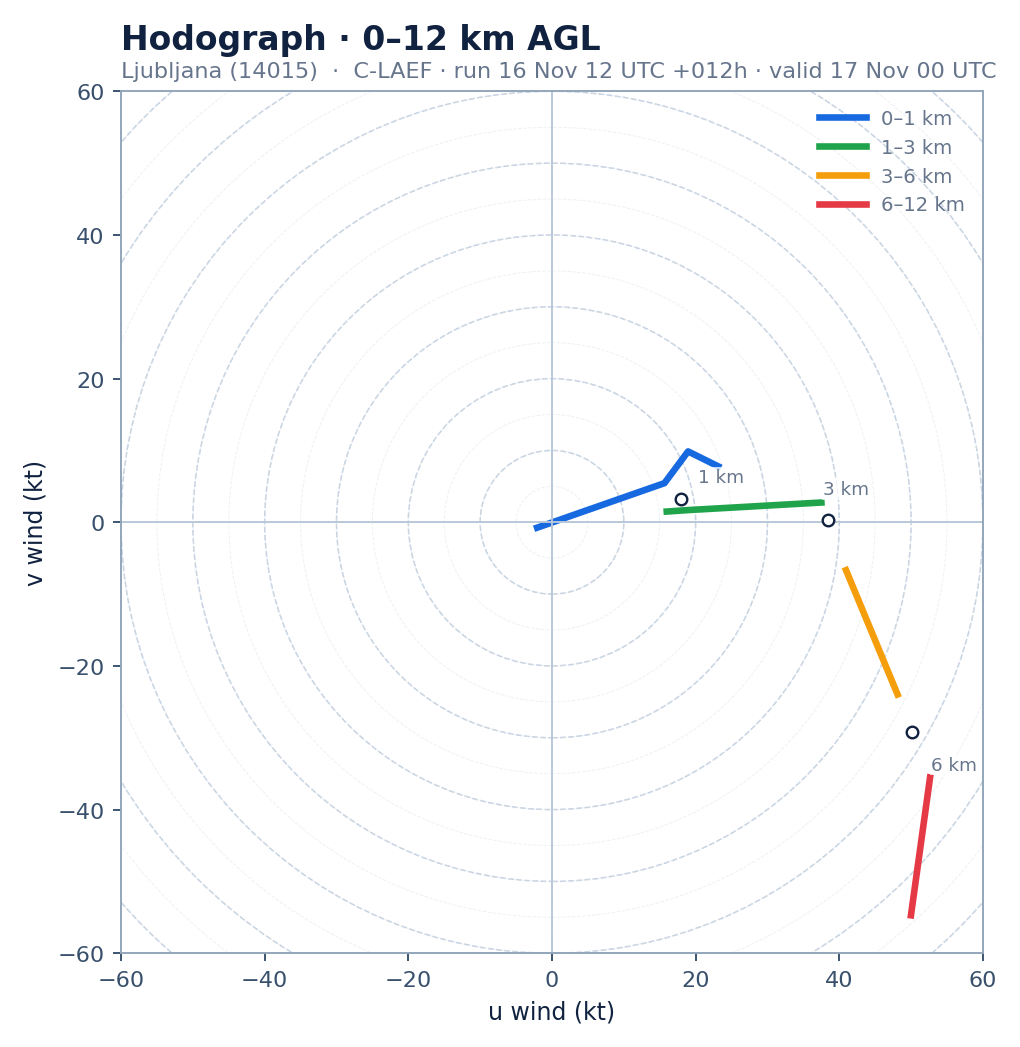 Hodograph · 0–12 km AGL
Ljubljana (14015)  ·  C-LAEF · run 16 Nov 12 UTC +012h · valid 17 Nov 00 UTC
0–1 km
1–3 km
3–6 km
6–12 km
60
40
20
0
−20
−40
−60
v wind (kt)
1 km
3 km
6 km
−60
−40
−20
0
20
40
60
u wind (kt)